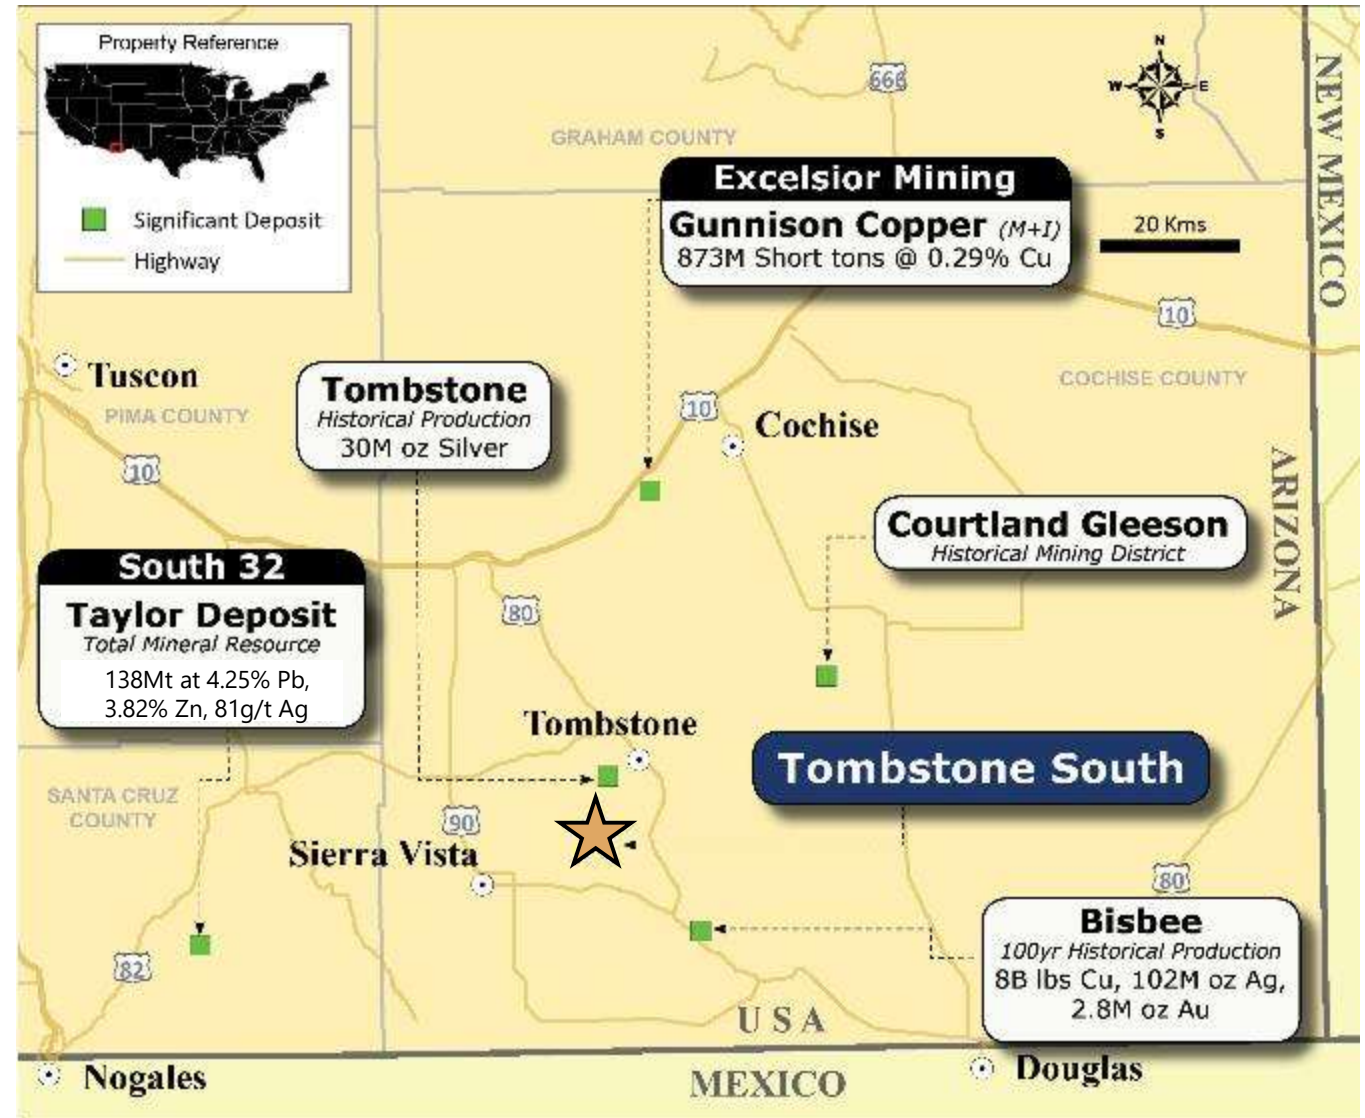 Property Reference
Significant Deposit
Highway
N
W
E
S
666
GRAHAM COUNTY
NEW MEXICO
Excelsior Mining
Gunnison Copper (M+I)
873M Short tons @ 0.29% Cu
20 Kms
10
Tuscon
PIMA COUNTY
10
Tombstone
Historical Production
30M oz Silver
10
Cochise
COCHISE COUNTY
ARIZONA
Courtland Gleeson
Historical Mining District
South 32
Taylor Deposit
Total Mineral Resource
138Mt at 4.25% Pb,
3.82% Zn, 81g/t Ag
80
Tombstone
Tombstone South
SANTA CRUZ
COUNTY
90
Sierra Vista
80
Bisbee
100yr Historical Production
8B lbs Cu, 102M oz Ag,
2.8M oz Au
82
USA
Nogales
MEXICO
Douglas